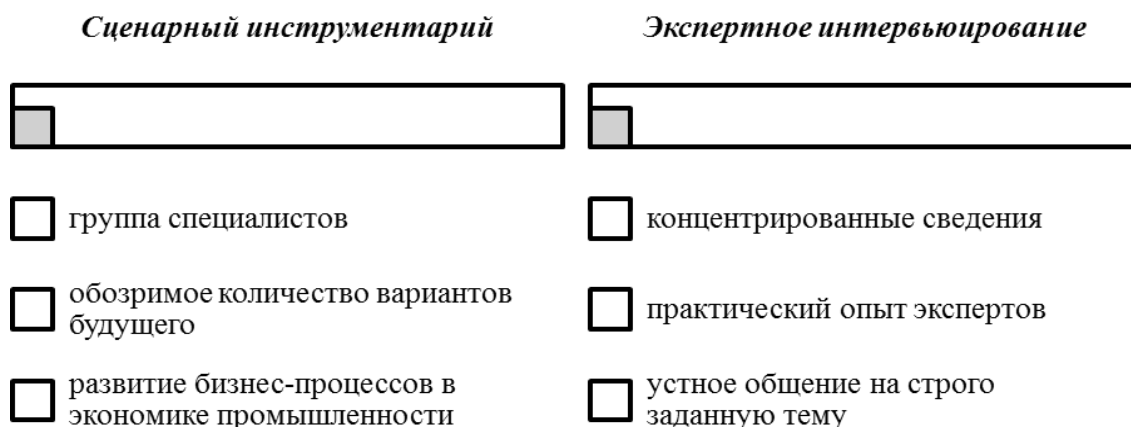 Сценарный инструментарий
группа специалистов
обозримое количество вариантов
будущего
развитие бизнес-процессов в
экономике промышленности
Экспертное интервьюирование
концентрированные сведения
практический опыт экспертов
устное общение на строго
заданную тему